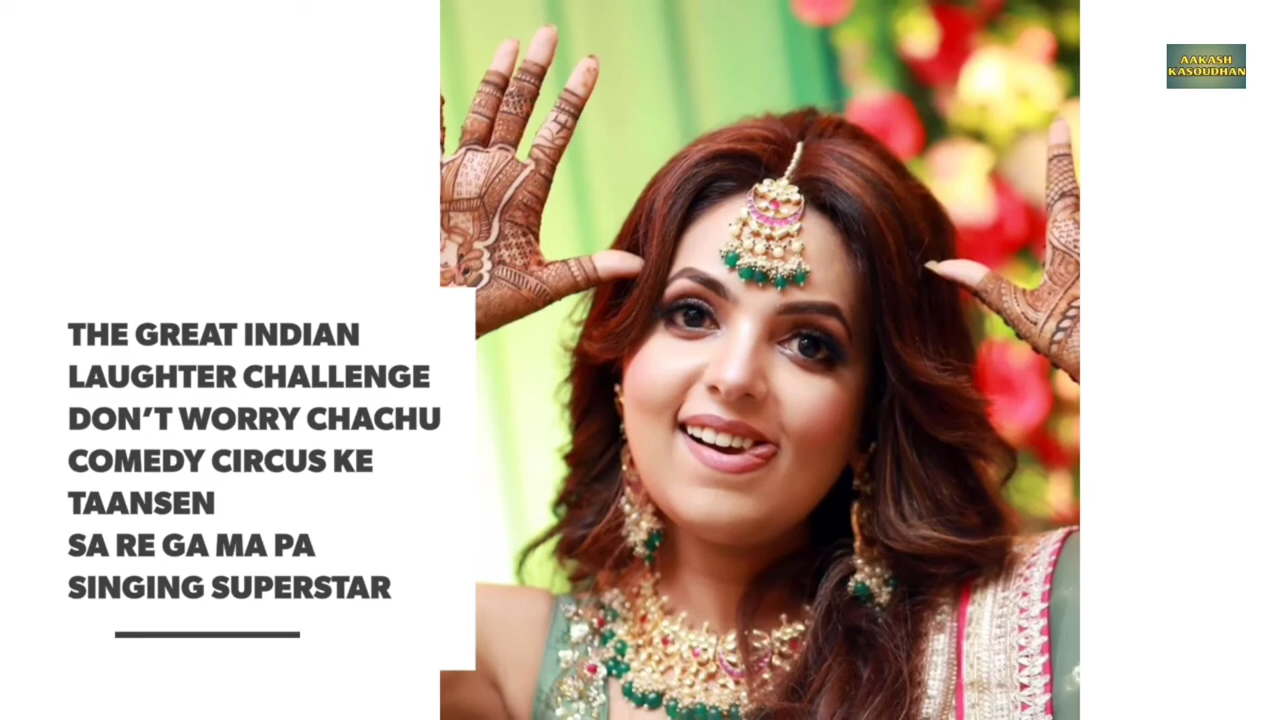 THE GREAT INDIAN
LAUGHTER CHALLENGE
DON’T WORRY CHACHU
COMEDY CIRCUS KE
TAANSEN
SA RE GA MA PA
SINGING SUPERSTAR
AAKASH
KASOUDHAN